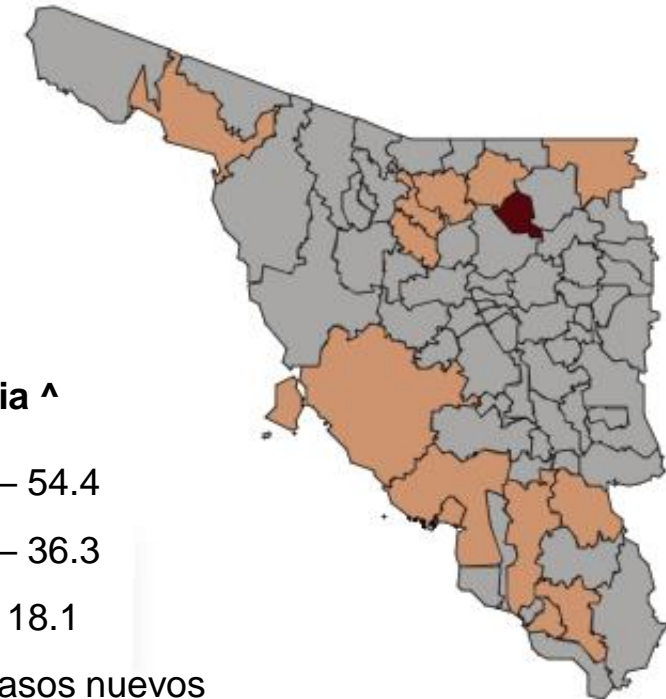 ia ^
– 54.4
– 36.3
18.1
asos nuevos